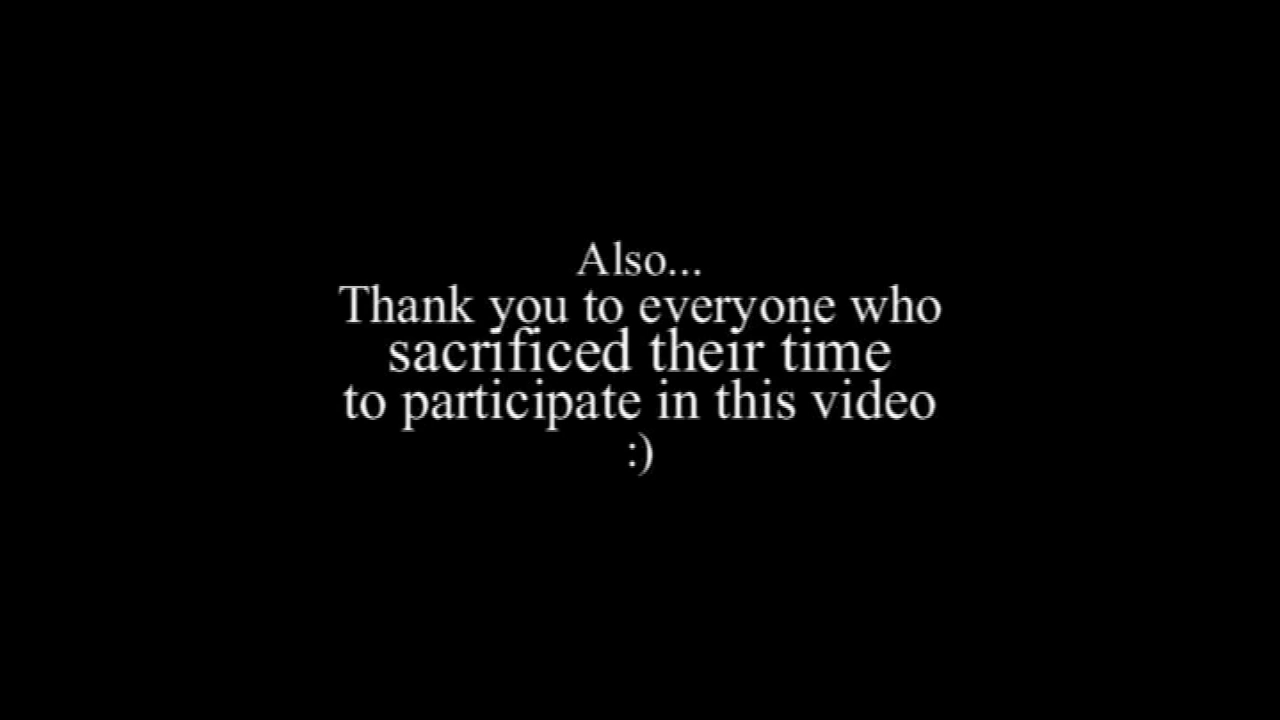 Also...
Thank you to everyone who
sacrificed their time
to participate in this video
:)